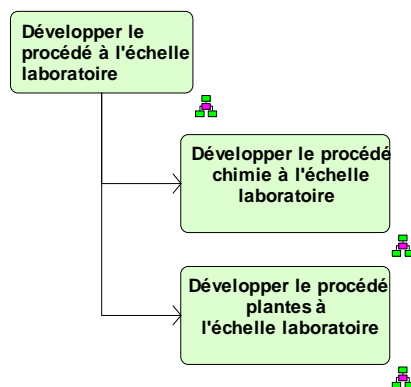 Développer le
procédé à l'échelle
laboratoire
Développer le procédé
chimie à l'échelle
laboratoire
Développer le procédé
plantes à
l'échelle laboratoire